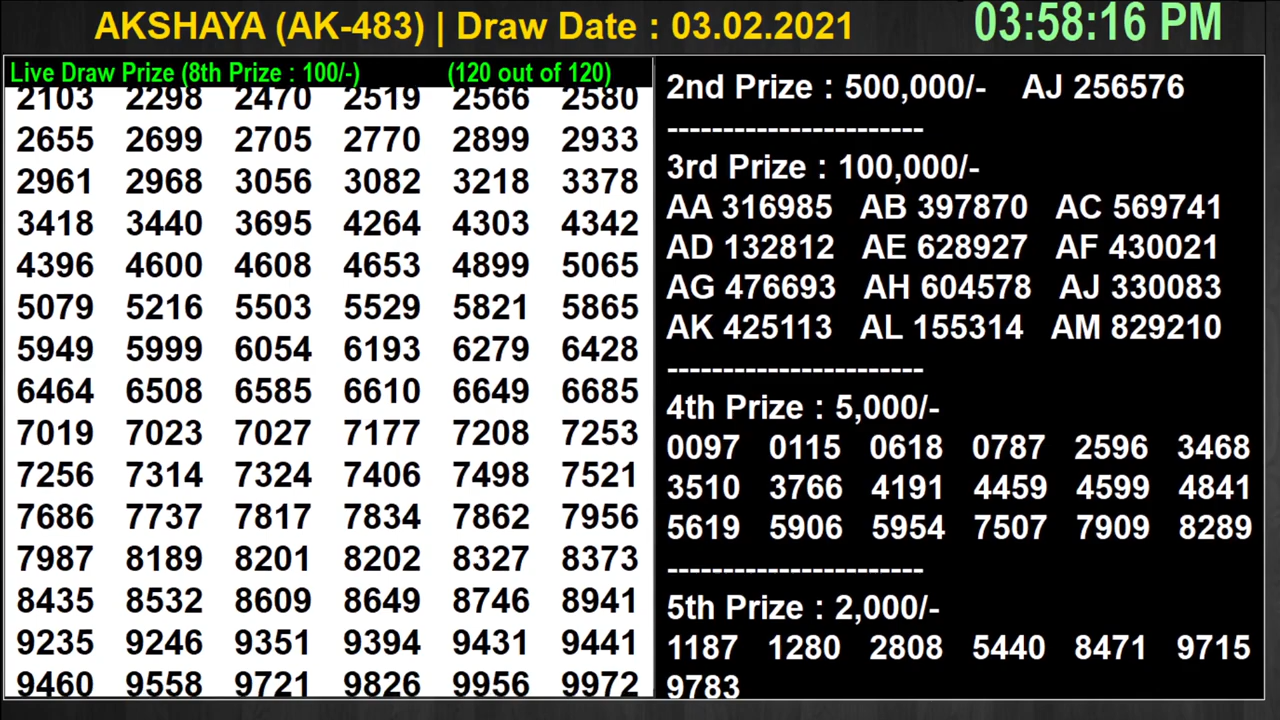 AKSHAYA (AK-483) | Draw Date : 03.02.2021
03:58:16 PM
Live Draw Prize (8th Prize : 100/-) (120 out of 120)
2103 2298 2470 2519 2566 2580
2655 2699 2705 2770 2899 2933
2961 2968 3056 3082 3218 3378
3418 3440 3695 4264 4303 4342
4396 4600 4608 4653 4899 5065
5079 5216 5503 5529 5821 5865
5949 5999 6054 6193 6279 6428
6464 6508 6585 6610 6649 6685
7019 7023 7027 7177 7208 7253
7256 7314 7324 7406 7498 7521
7686 7737 7817 7834 7862 7956
7987 8189 8201 8202 8327 8373
8435 8532 8609 8649 8746 8941
9235 9246 9351 9394 9431 9441
9460 9558 9721 9826 9956 9972
2nd Prize : 500,000/- AJ 256576
-----------------------
3rd Prize : 100,000/-
AA 316985 AB 397870 AC 569741
AD 132812 AE 628927 AF 430021
AG 476693 AH 604578 AJ 330083
AK 425113 AL 155314 AM 829210
-----------------------
4th Prize : 5,000/-
0097 0115 0618 0787 2596 3468
3510 3766 4191 4459 4599 4841
5619 5906 5954 7507 7909 8289
-----------------------
5th Prize : 2,000/-
1187 1280 2808 5440 8471 9715
9783